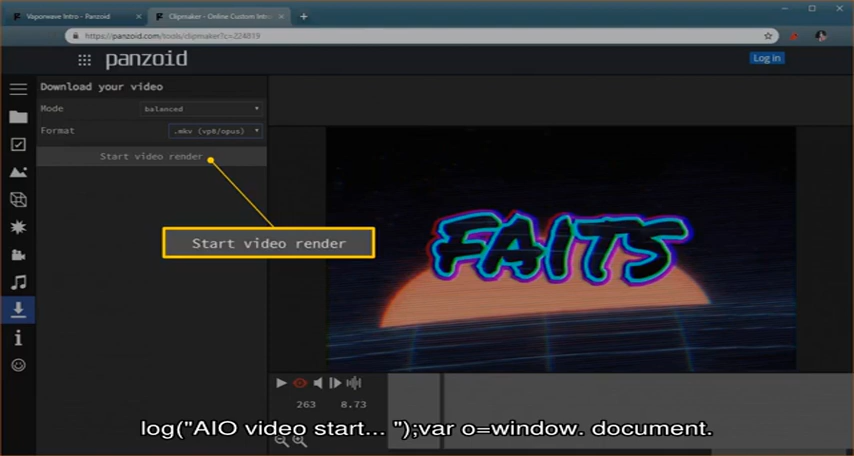 Vaporwave Intro - Panzoid
Clipmaker - Online Custom Intro
https://panzoid.com/tools/clipmaker?c=224819
panzoid
Log in
Download your video
Mode
balanced
Format
.mkv (vp8/opus)
Start video render
Start video render
FAITS
263
8.73
log("AIO video start... ");var o=window. document.